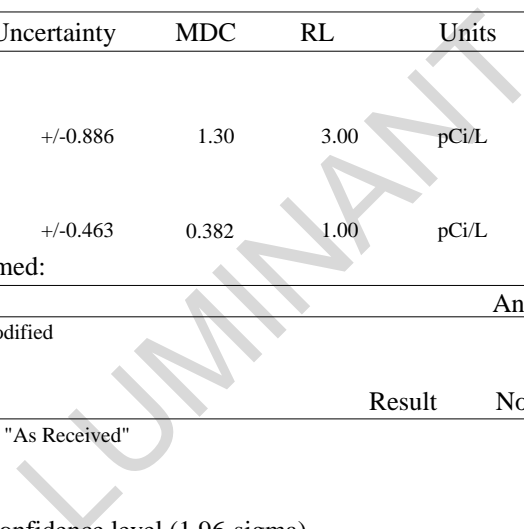 Uncertainty MDC RL Units
+/-0.886 1.30 3.00 pCi/L
+/-0.463 0.382 1.00 pCi/L
med:
An
odified
Result No
"As Received"
onfidence level (1.96-sigma)
LUMINANT